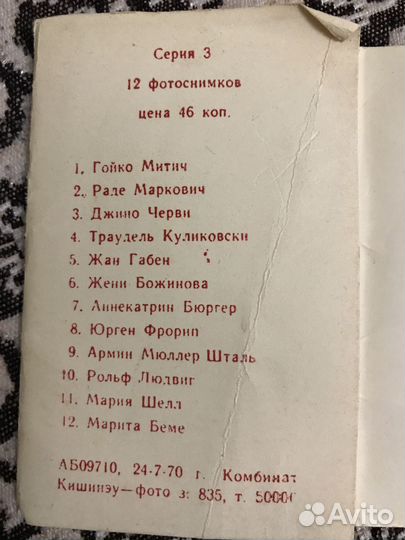 Серия 3
12 фотоснимков
цена 46 коп.
1. Гойко Митич
2. Раде Маркович
3. Джино Черви
4. Траудель Куликовски
5. Жан Габен
6. Жени Божинова
7. Аннекатрин Бюргер
8. Юрген Фрорип
9. Армин Мюллер Шталь
10. Рольф Людвиг
11. Мария Шелл
12. Марита Беме
АБ09710, 24-7-70 г. Комбинат
Кишинэу—фото з: 835, т. 50000
Avito